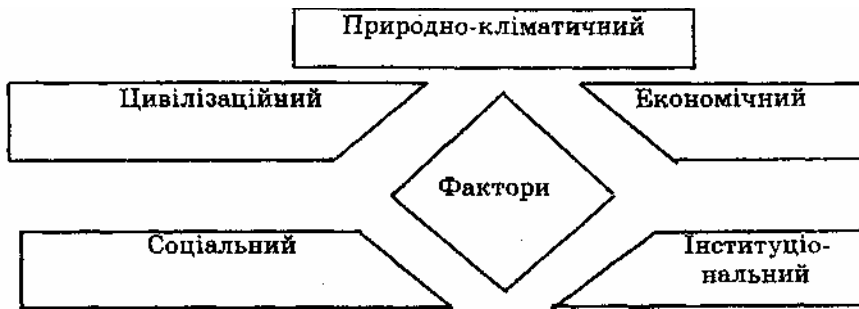 Природно-кліматичний
Цивілізаційний
Економічний
Фактори
Соціальний
Інституціо-
нальний